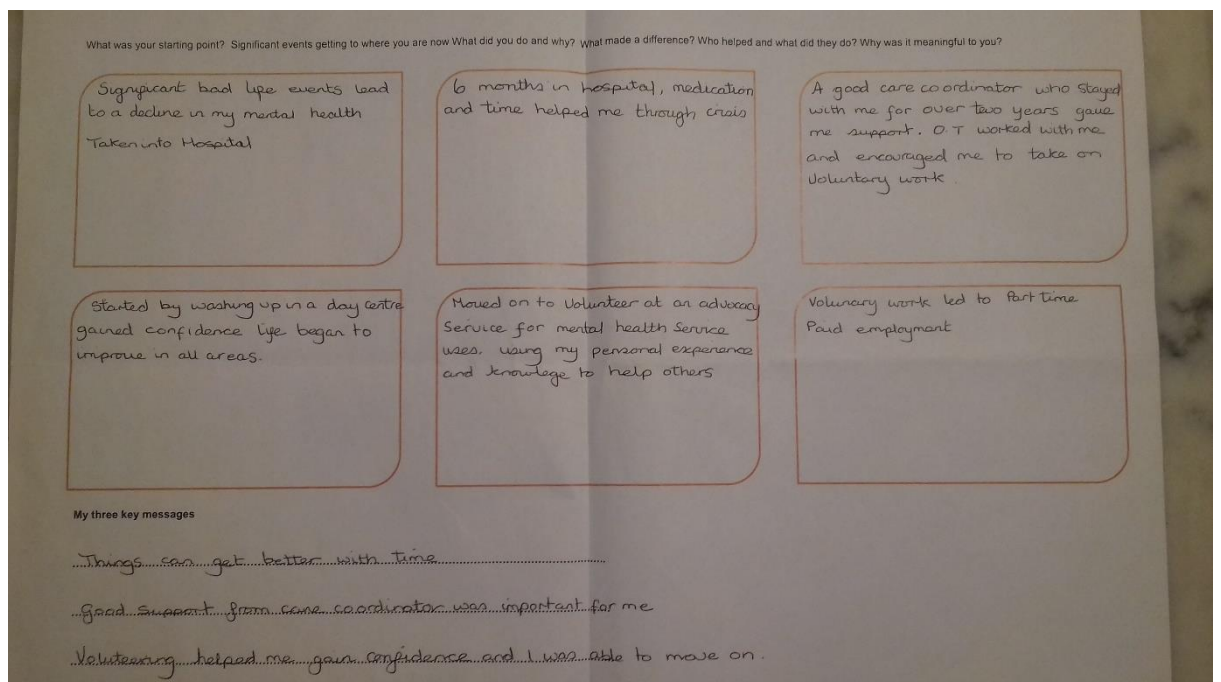 What was your starting point? Significant events getting to where you are now What did you do and why? What made a difference? Who helped and what did they do? Why was it meaningful to you?
Significant bad life events lead
to a decline in my mental health
Taken into Hospital
6 months in hospital, medication
and time helped me through crisis
A good care coordinator who stayed
with me for over two years gave
me support. O.T worked with me
and encouraged me to take on
Voluntary work
Started by washing up in a day centre
gained confidence life began to
improve in all areas.
Moved on to Volunteer at an advocacy
Service for mental health Service
uses, using my personal experience
and knowlege to help others
Voluncary work led to Part time
Paid employment
My three key messages
Things can get better with time
Good support from care coordinator was important for me
Voluteering helped me gain confidence and I was able to move on.